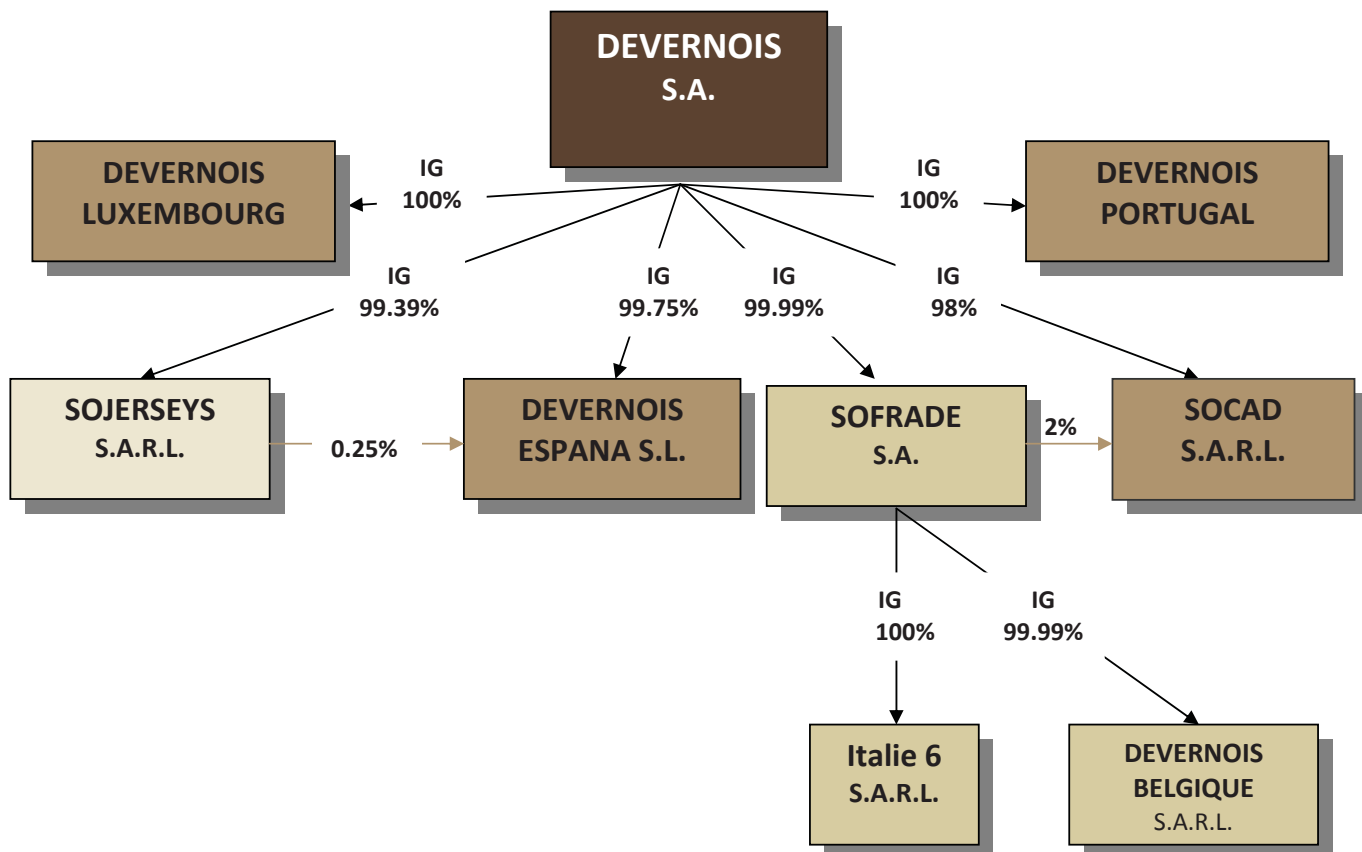 DEVERNOIS
S.A.
DEVERNOIS
LUXEMBOURG
IG
100%
IG
100%
DEVERNOIS
PORTUGAL
IG
99.39%
IG
99.75%
IG
99.99%
IG
98%
SOJERSEYS
S.A.R.L.
0.25%
DEVERNOIS
ESPANA S.L.
SOFRADE
S.A.
2%
SOCAD
S.A.R.L.
IG
100%
IG
99.99%
Italie 6
S.A.R.L.
DEVERNOIS
BELGIQUE
S.A.R.L.